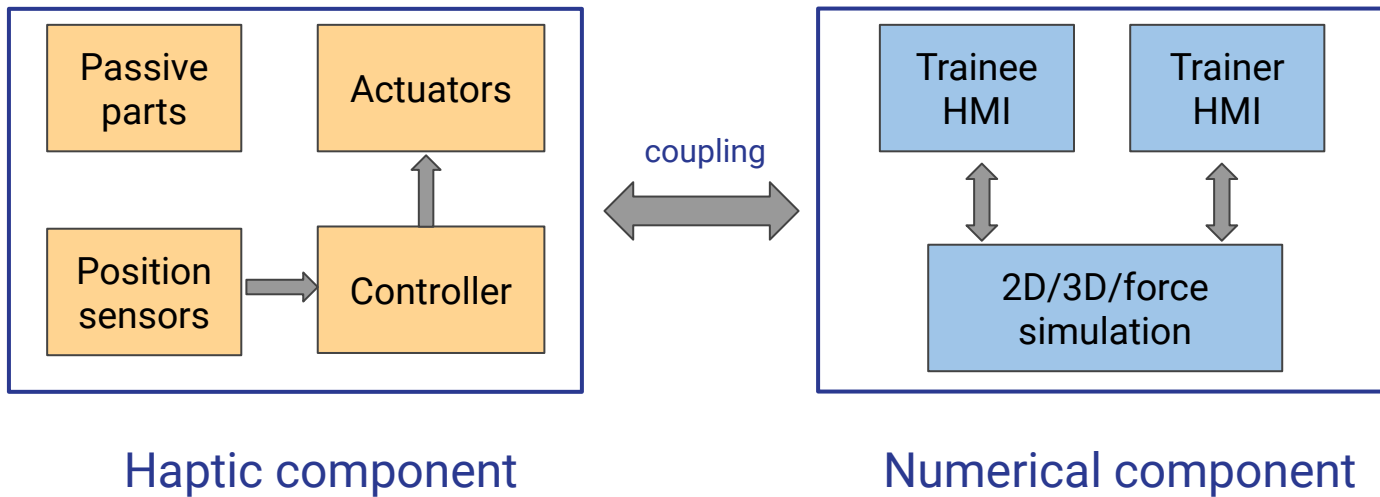 Passive
parts
Actuators
Position
sensors
Controller
coupling
Trainee
HMI
Trainer
HMI
2D/3D/force
simulation
Haptic component
Numerical component